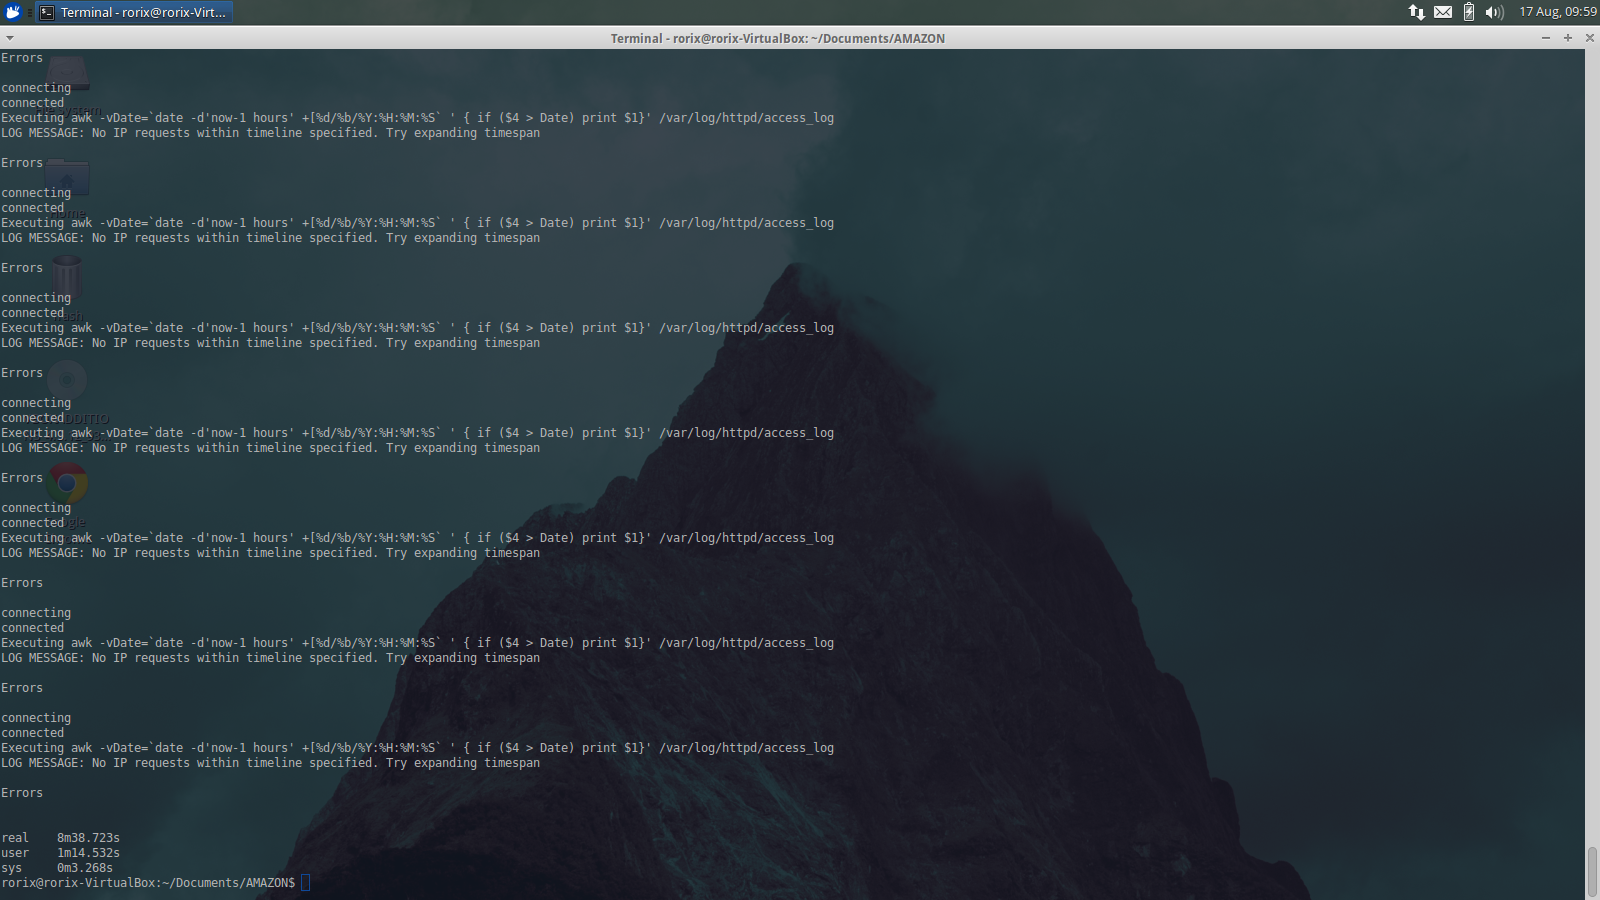 Terminal - rorix@rorix-Virt...
17 Aug, 09:59
Terminal - rorix@rorix-VirtualBox: ~/Documents/AMAZON
Errors
connecting
connected
Executing awk -vDate=`date -d'now-1 hours' +[%d/%b/%Y:%H:%M:%S` ' { if ($4 > Date) print $1}' /var/log/httpd/access_log
LOG MESSAGE: No IP requests within timeline specified. Try expanding timespan
Errors
connecting
connected
Executing awk -vDate=`date -d'now-1 hours' +[%d/%b/%Y:%H:%M:%S` ' { if ($4 > Date) print $1}' /var/log/httpd/access_log
LOG MESSAGE: No IP requests within timeline specified. Try expanding timespan
Errors
connecting
connected
Executing awk -vDate=`date -d'now-1 hours' +[%d/%b/%Y:%H:%M:%S` ' { if ($4 > Date) print $1}' /var/log/httpd/access_log
LOG MESSAGE: No IP requests within timeline specified. Try expanding timespan
Errors
connecting
connected
Executing awk -vDate=`date -d'now-1 hours' +[%d/%b/%Y:%H:%M:%S` ' { if ($4 > Date) print $1}' /var/log/httpd/access_log
LOG MESSAGE: No IP requests within timeline specified. Try expanding timespan
Errors
connecting
connected
Executing awk -vDate=`date -d'now-1 hours' +[%d/%b/%Y:%H:%M:%S` ' { if ($4 > Date) print $1}' /var/log/httpd/access_log
LOG MESSAGE: No IP requests within timeline specified. Try expanding timespan
Errors
connecting
connected
Executing awk -vDate=`date -d'now-1 hours' +[%d/%b/%Y:%H:%M:%S` ' { if ($4 > Date) print $1}' /var/log/httpd/access_log
LOG MESSAGE: No IP requests within timeline specified. Try expanding timespan
Errors
connecting
connected
Executing awk -vDate=`date -d'now-1 hours' +[%d/%b/%Y:%H:%M:%S` ' { if ($4 > Date) print $1}' /var/log/httpd/access_log
LOG MESSAGE: No IP requests within timeline specified. Try expanding timespan
Errors
real 8m38.723s
user 1m14.532s
sys 0m3.268s
rorix@rorix-VirtualBox:~/Documents/AMAZON$